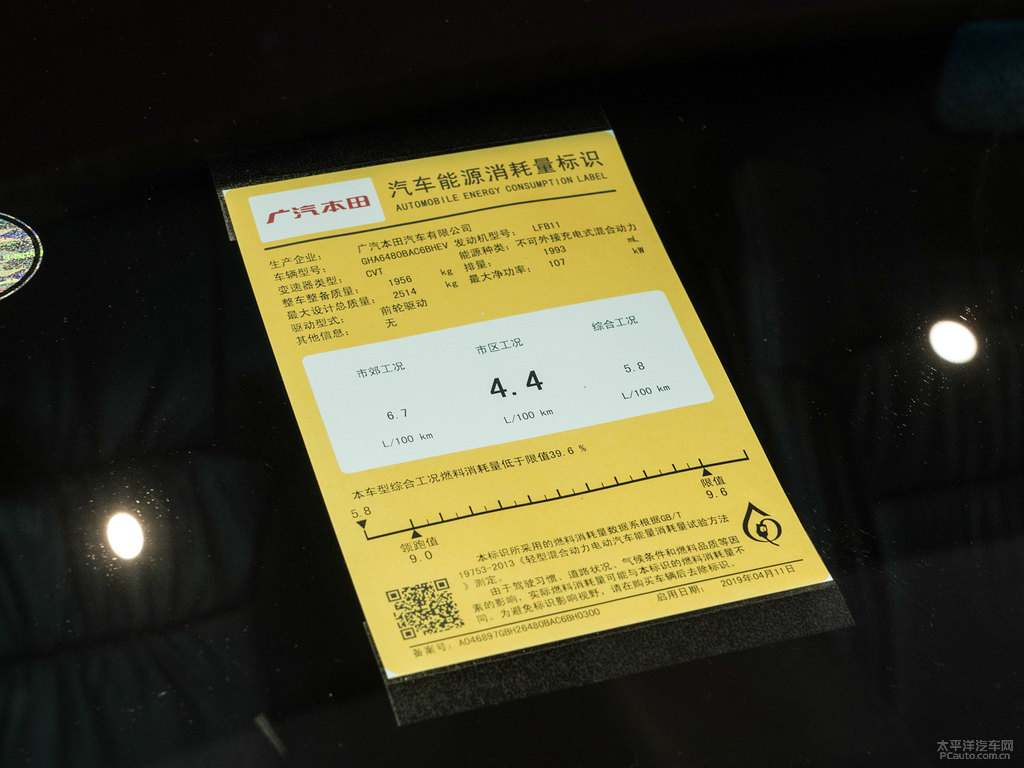 广汽本田
汽车能源消耗量标识
AUTOMOBILE ENERGY CONSUMPTION LABEL
生产企业： 广汽本田汽车有限公司
车辆型号： GHA6480BAC6BHEV 发动机型号： LFB11
变速器类型： CVT 能源种类：不可外接充电式混合动力
整车整备质量： 1956 kg 排量： 1993 mL
最大设计总质量： 2514 kg 最大净功率： 107 kW
驱动型式： 前轮驱动
其他信息： 无
市郊工况 市区工况 综合工况
6.7 4.4 5.8
L/100 km L/100 km L/100 km
本车型综合工况燃料消耗量低于限值39.6 %
5.8
领跑值 限值
9.0 9.6
本标识所采用的燃料消耗量数据系根据GB/T
19753-2013《轻型混合动力电动汽车能量消耗量试验方法
》测定。
由于驾驶习惯、道路状况、气候条件和燃料品质等因
素的影响，实际燃料消耗量可能与本标识的燃料消耗量不
同。为避免标识影响视野，请在购买车辆后去除标识。
备案号：A046897GBH26480BAC6BH0300 启用日期： 2019年04月11日
太平洋汽车网
PCauto.com.cn